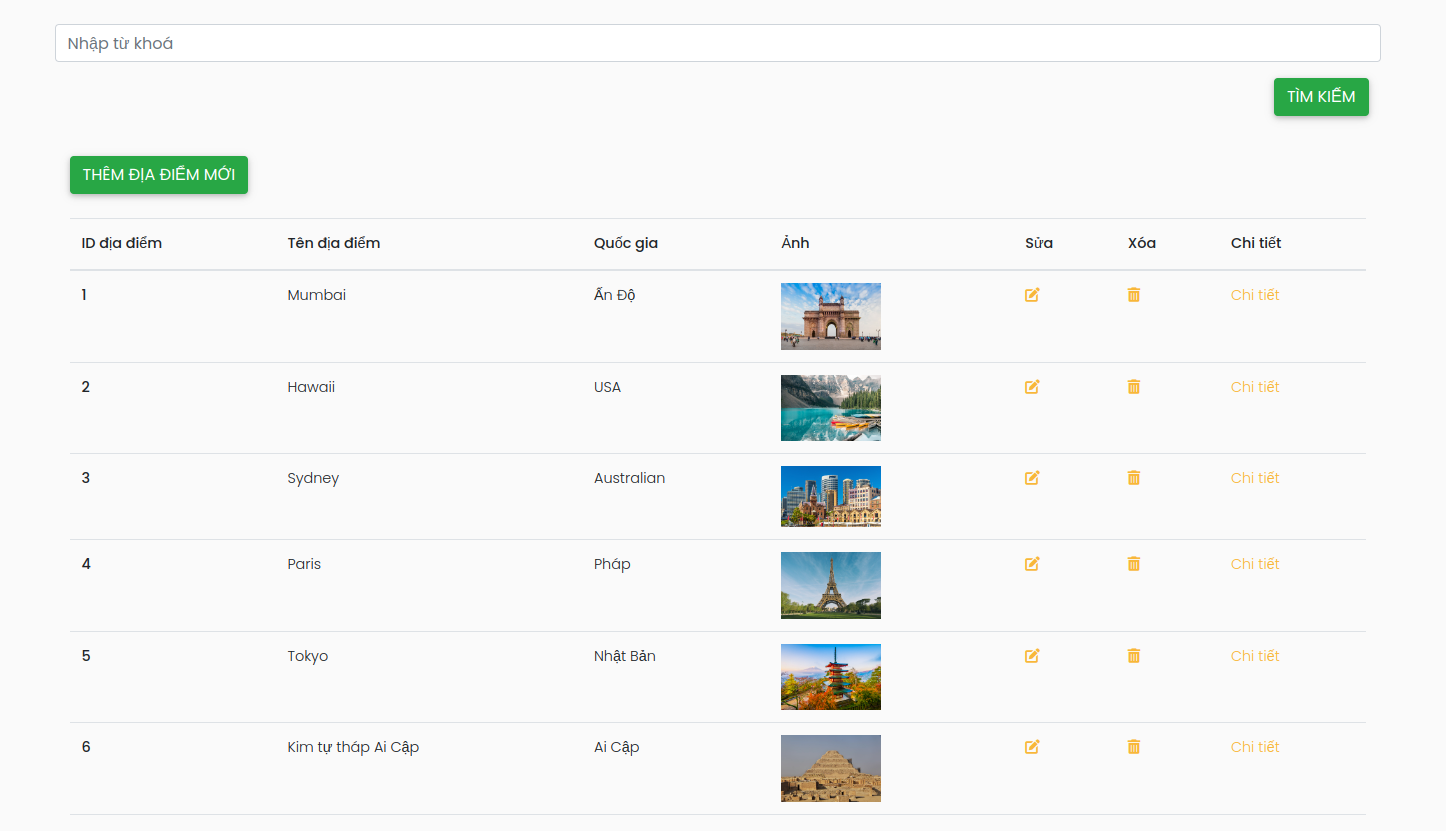 Nhập từ khoá
TÌM KIẾM
THÊM ĐỊA ĐIỂM MỚI
ID địa điểm Tên địa điểm Quốc gia Ảnh Sửa Xóa Chi tiết
1 Mumbai Ấn Độ Chi tiết
2 Hawaii USA Chi tiết
3 Sydney Australian Chi tiết
4 Paris Pháp Chi tiết
5 Tokyo Nhật Bản Chi tiết
6 Kim tự tháp Ai Cập Ai Cập Chi tiết